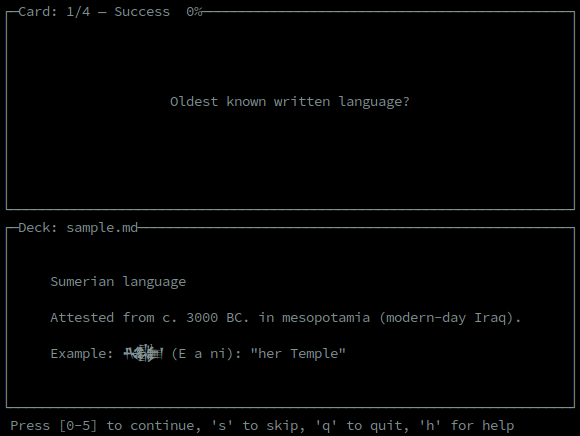 Card: 1/4 — Success 0%
Oldest known written language?
Deck: sample.md
Sumerian language
Attested from c. 3000 BC. in mesopotamia (modern-day Iraq).
Example: (E a ni): "her Temple"
Press [0-5] to continue, 's' to skip, 'q' to quit, 'h' for help